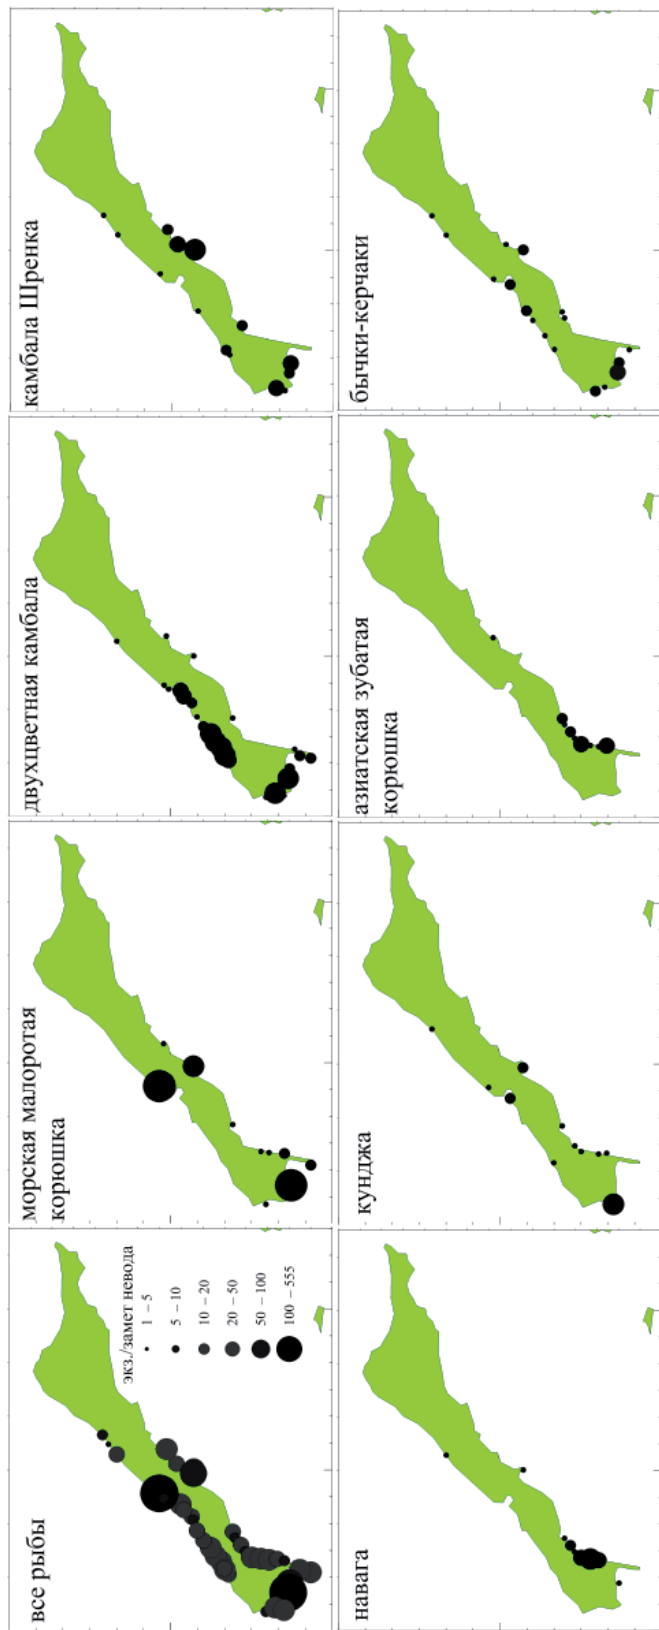 все рыбы
экз./замет невода
1 – 5
5 – 10
10 – 20
20 – 50
50 – 100
100 – 555
морская малоротая
корюшка
двухцветная камбала
камбала Шренка
навага
кунджа
азиатская зубатая
корюшка
бычки-керчаки